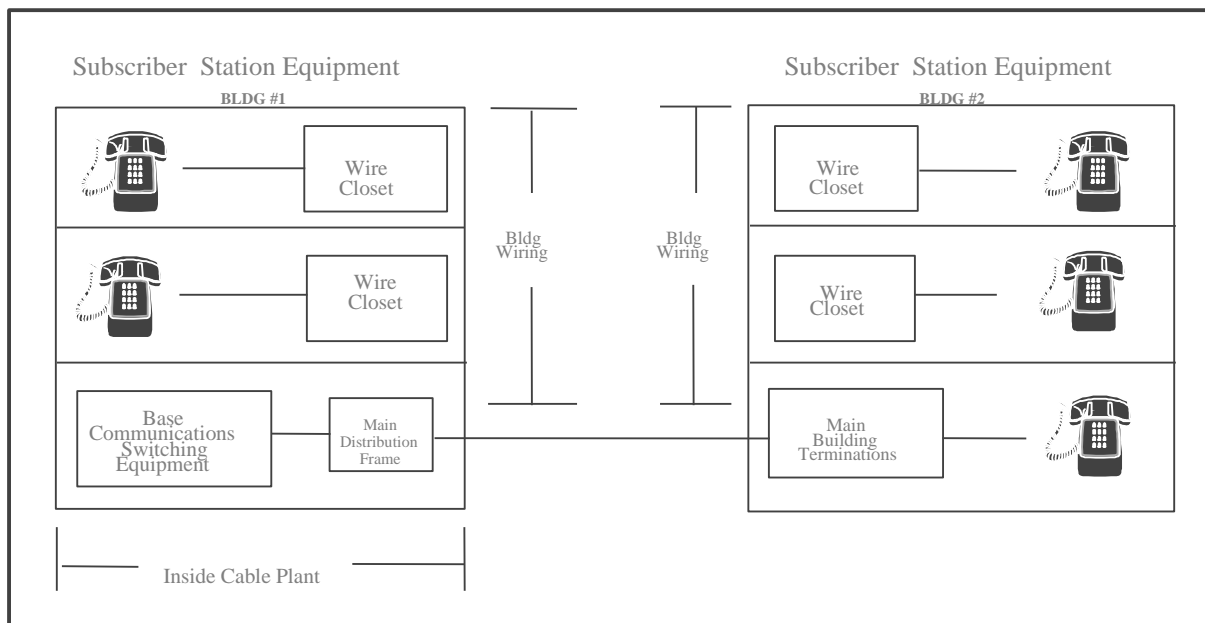 Subscriber Station Equipment
BLDG #1
Wire
Closet
Wire
Closet
Base
Communications
Switching
Equipment
Main
Distribution
Frame
Inside Cable Plant
Bldg
Wiring
Bldg
Wiring
Subscriber Station Equipment
BLDG #2
Wire
Closet
Wire
Closet
Main
Building
Terminations